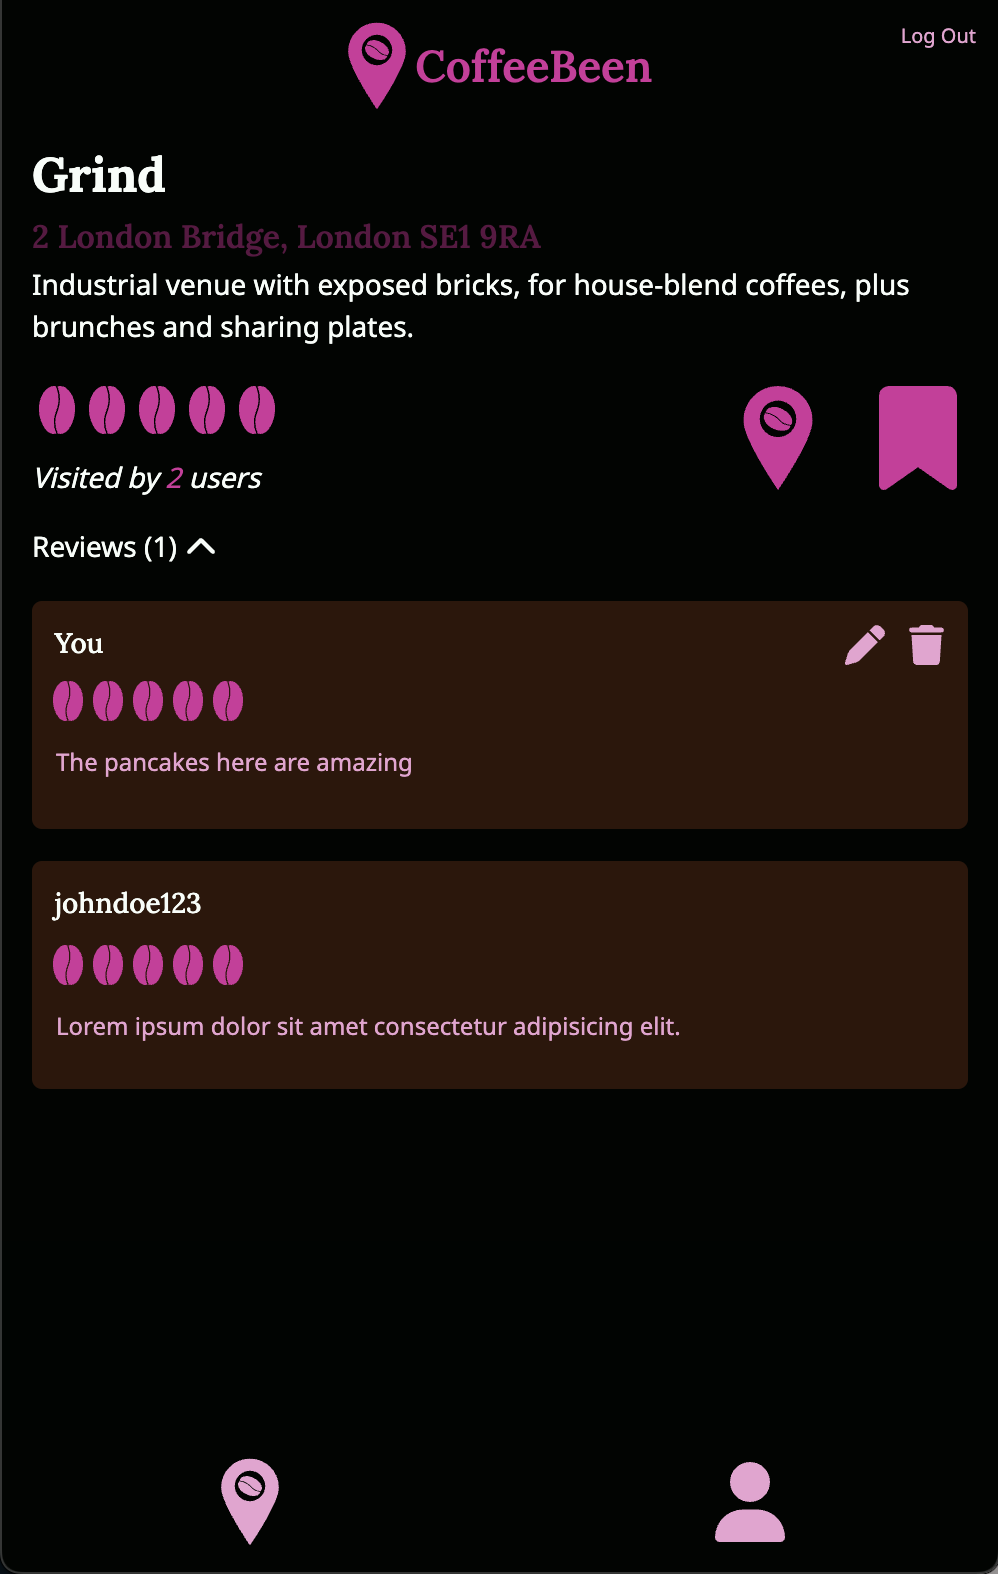 Log Out
CoffeeBeen
Grind
2 London Bridge, London SE1 9RA
Industrial venue with exposed bricks, for house-blend coffees, plus
brunches and sharing plates.
Visited by 2 users
Reviews (1)
You
The pancakes here are amazing
johndoe123
Lorem ipsum dolor sit amet consectetur adipisicing elit.